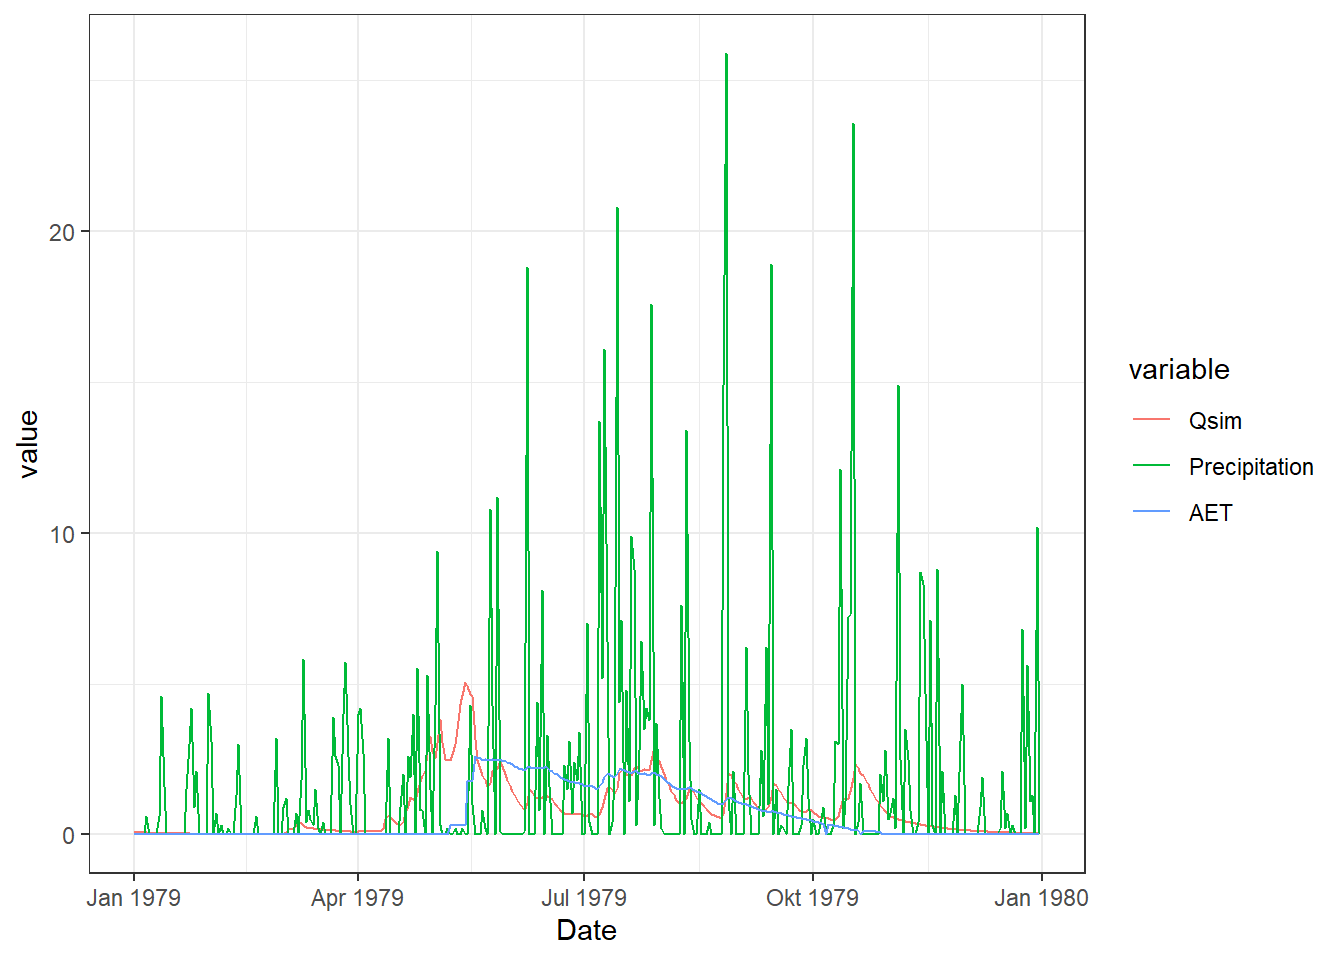 20
10
0
value
Jan 1979
Apr 1979
Jul 1979
Okt 1979
Jan 1980
Date
variable
Qsim
Precipitation
AET